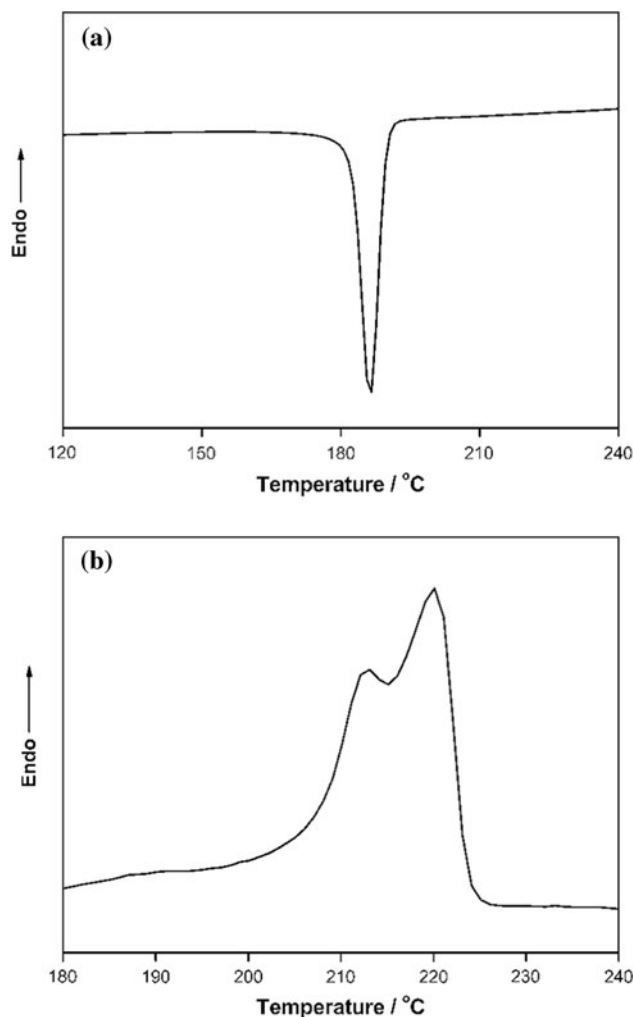 (a)
Endo →
120 150 180 210 240
Temperature / °C
(b)
Endo →
180 190 200 210 220 230 240
Temperature / °C